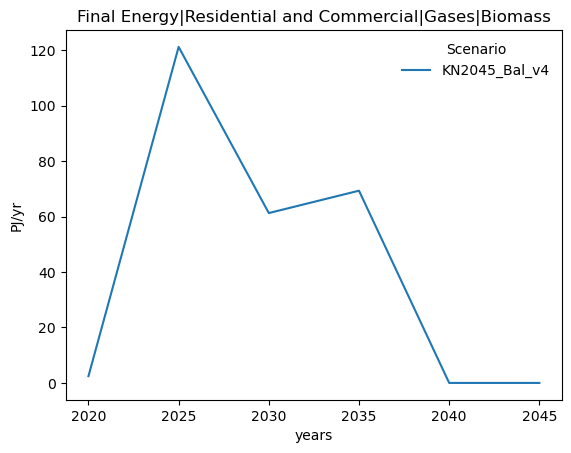 Final Energy|Residential and Commercial|Gases|Biomass
Scenario
KN2045_Bal_v4
120
100
80
60
40
20
0
PJ/yr
2020 2025 2030 2035 2040 2045
years